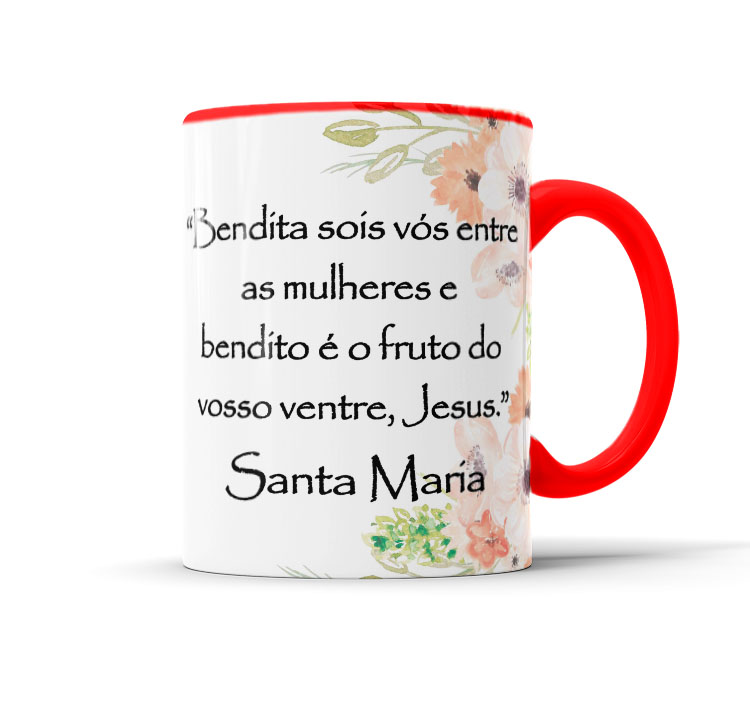 “Bendita sois vós entre
as mulheres e
bendito é o fruto do
vosso ventre, Jesus.”
Santa Maria